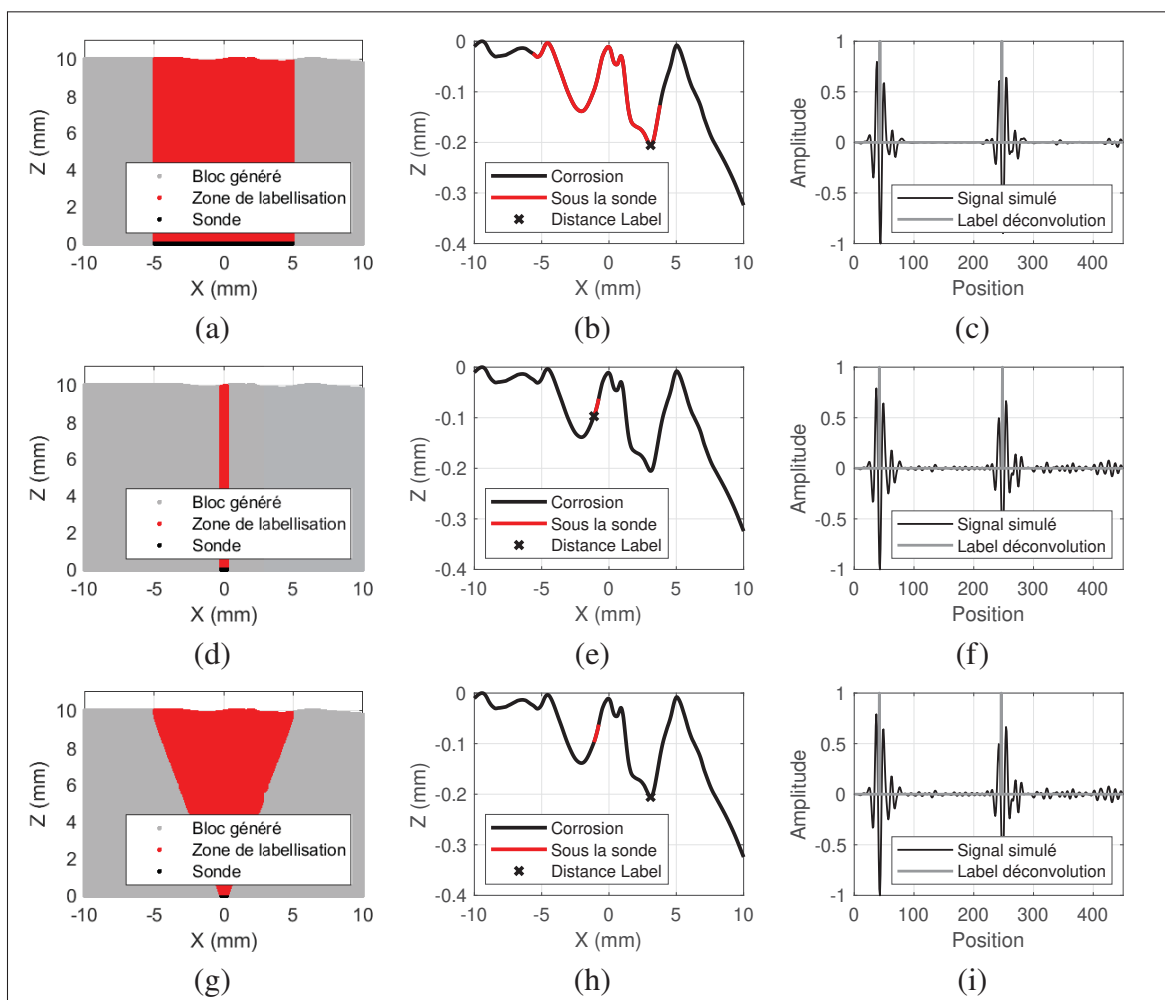 10
8
6
4
2
0
Z (mm)
Bloc généré
Zone de labellisation
Sonde
-10 -5 0 5 10
X (mm)
(a)
0
-0.1
-0.2
-0.3
-0.4
Z (mm)
Corrosion
Sous la sonde
Distance Label
-10 -5 0 5 10
X (mm)
(b)
1
0.5
0
-0.5
-1
Amplitude
Signal simulé
Label déconvolution
0 100 200 300 400
Position
(c)
10
8
6
4
2
0
Z (mm)
Bloc généré
Zone de labellisation
Sonde
-10 -5 0 5 10
X (mm)
(d)
0
-0.1
-0.2
-0.3
-0.4
Z (mm)
Corrosion
Sous la sonde
Distance Label
-10 -5 0 5 10
X (mm)
(e)
1
0.5
0
-0.5
-1
Amplitude
Signal simulé
Label déconvolution
0 100 200 300 400
Position
(f)
10
8
6
4
2
0
Z (mm)
Bloc généré
Zone de labellisation
Sonde
-10 -5 0 5 10
X (mm)
(g)
0
-0.1
-0.2
-0.3
-0.4
Z (mm)
Corrosion
Sous la sonde
Distance Label
-10 -5 0 5 10
X (mm)
(h)
1
0.5
0
-0.5
-1
Amplitude
Signal simulé
Label déconvolution
0 100 200 300 400
Position
(i)